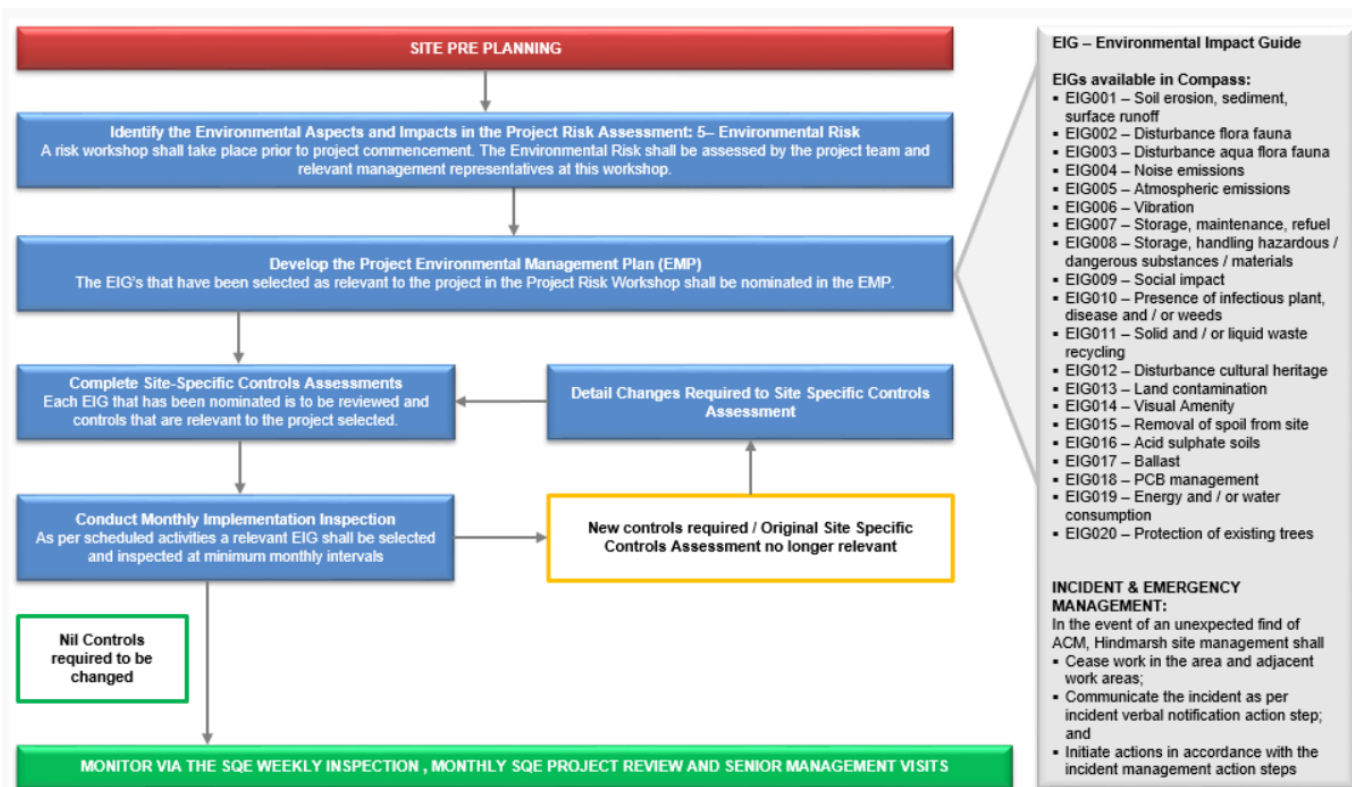 SITE PRE PLANNING
Identify the Environmental Aspects and Impacts in the Project Risk Assessment: 5– Environmental Risk
A risk workshop shall take place prior to project commencement. The Environmental Risk shall be assessed by the project team and
relevant management representatives at this workshop.
Develop the Project Environmental Management Plan (EMP)
The EIG's that have been selected as relevant to the project in the Project Risk Workshop shall be nominated in the EMP.
Complete Site-Specific Controls Assessments
Each EIG that has been nominated is to be reviewed and
controls that are relevant to the project selected.
Detail Changes Required to Site Specific Controls
Assessment
Conduct Monthly Implementation Inspection
As per scheduled activities a relevant EIG shall be selected
and inspected at minimum monthly intervals
New controls required / Original Site Specific
Controls Assessment no longer relevant
Nil Controls
required to be
changed
MONITOR VIA THE SQE WEEKLY INSPECTION , MONTHLY SQE PROJECT REVIEW AND SENIOR MANAGEMENT VISITS
EIG – Environmental Impact Guide
EIGs available in Compass:
▪ EIG001 – Soil erosion, sediment,
surface runoff
▪ EIG002 – Disturbance flora fauna
▪ EIG003 – Disturbance aqua flora fauna
▪ EIG004 – Noise emissions
▪ EIG005 – Atmospheric emissions
▪ EIG006 – Vibration
▪ EIG007 – Storage, maintenance, refuel
▪ EIG008 – Storage, handling hazardous /
dangerous substances / materials
▪ EIG009 – Social impact
▪ EIG010 – Presence of infectious plant,
disease and / or weeds
▪ EIG011 – Solid and / or liquid waste
recycling
▪ EIG012 – Disturbance cultural heritage
▪ EIG013 – Land contamination
▪ EIG014 – Visual Amenity
▪ EIG015 – Removal of spoil from site
▪ EIG016 – Acid sulphate soils
▪ EIG017 – Ballast
▪ EIG018 – PCB management
▪ EIG019 – Energy and / or water
consumption
▪ EIG020 – Protection of existing trees
INCIDENT & EMERGENCY
MANAGEMENT:
In the event of an unexpected find of
ACM, Hindmarsh site management shall
▪ Cease work in the area and adjacent
work areas;
▪ Communicate the incident as per
incident verbal notification action step;
and
▪ Initiate actions in accordance with the
incident management action steps